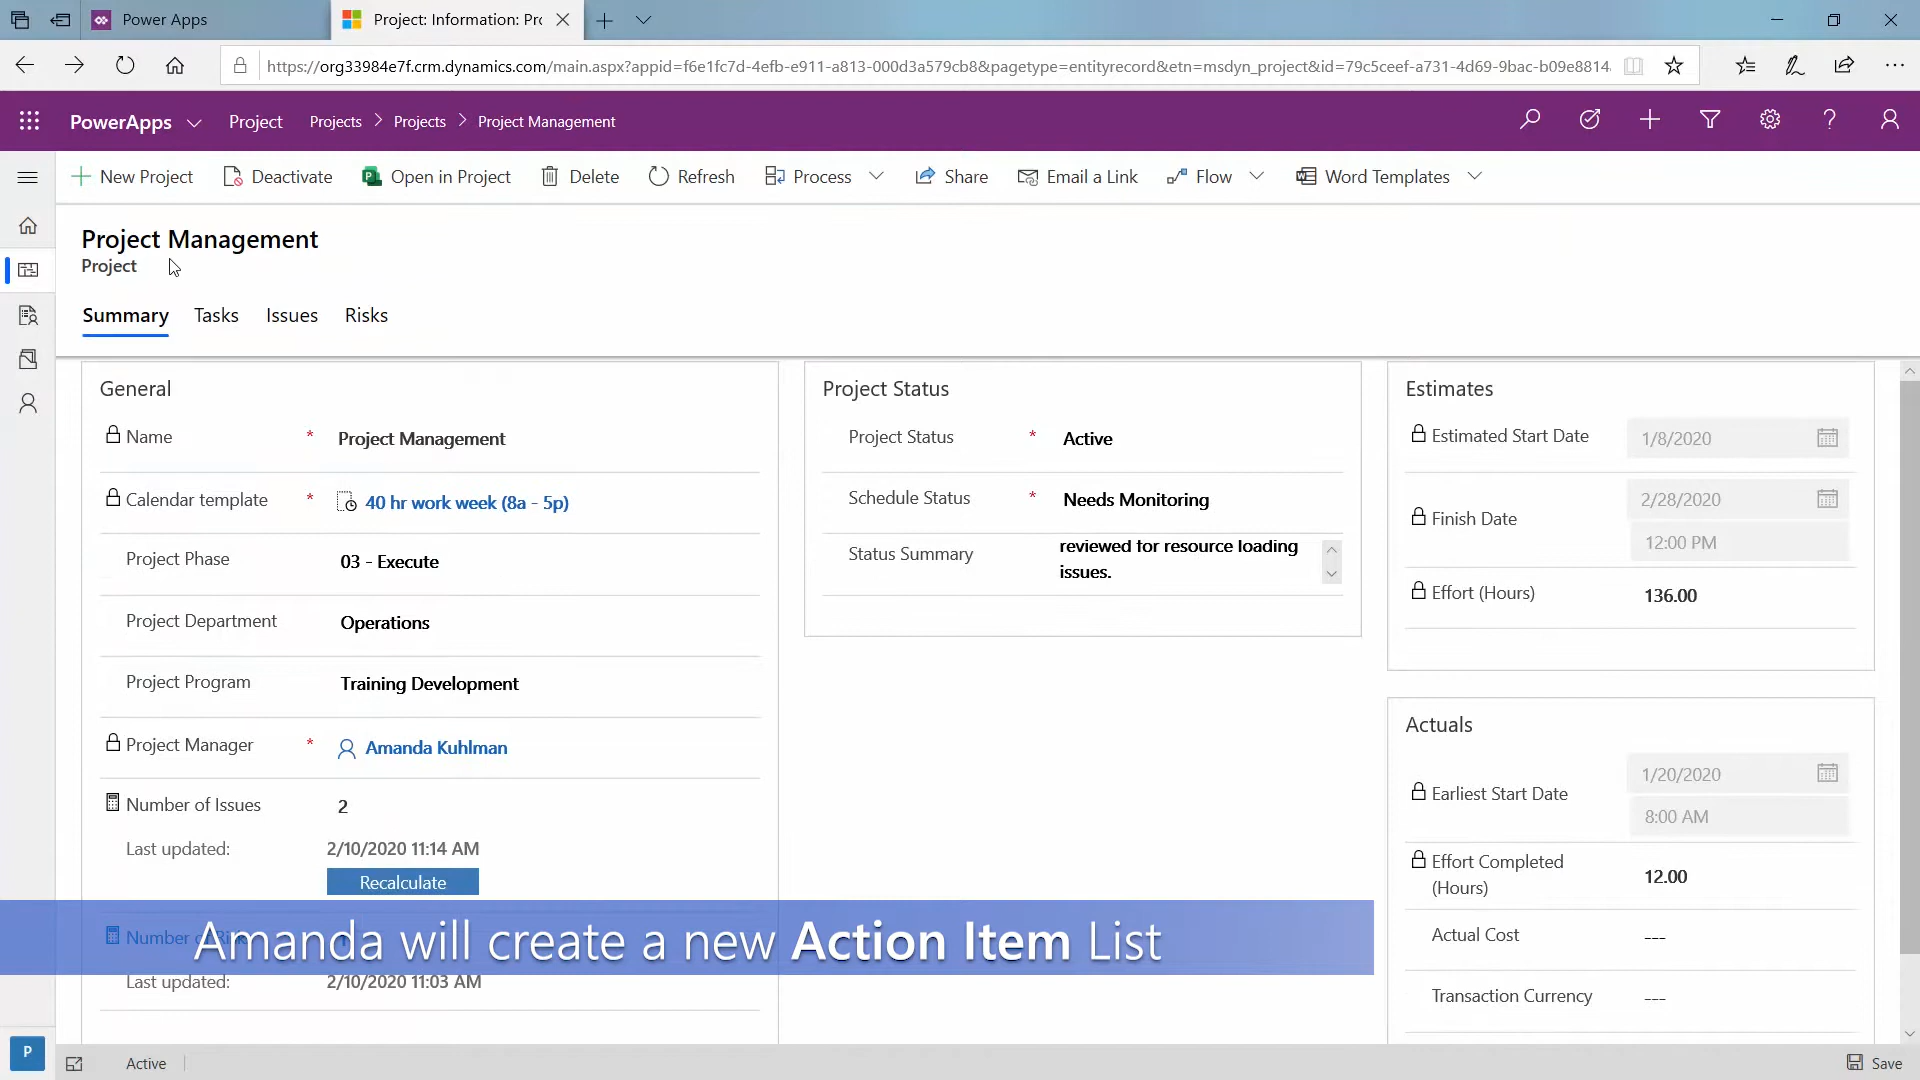 Power Apps
Project: Information: Prc
https://org33984e7f.crm.dynamics.com/main.aspx?appid=f6e1fc7d-4efb-e911-a813-000d3a579cb8&pagetype=entityrecord&etn=msdyn_project&id=79c5ceef-a731-4d69-9bac-b09e8814
PowerApps Project Projects > Projects > Project Management
New Project Deactivate Open in Project Delete Refresh Process Share Email a Link Flow Word Templates
Project Management
Project
Summary Tasks Issues Risks
General
Name * Project Management
Calendar template * 40 hr work week (8a - 5p)
Project Phase 03 - Execute
Project Department Operations
Project Program Training Development
Project Manager * Amanda Kuhlman
Number of Issues 2
Last updated: 2/10/2020 11:14 AM
Recalculate
Amanda will create a new Action Item List
Last updated: 2/10/2020 11:03 AM
Project Status
Project Status * Active
Schedule Status * Needs Monitoring
Status Summary reviewed for resource loading
issues.
Estimates
Estimated Start Date 1/8/2020
Finish Date 2/28/2020
12:00 PM
Effort (Hours) 136.00
Actuals
Earliest Start Date 1/20/2020
8:00 AM
Effort Completed
(Hours) 12.00
Actual Cost ---
Transaction Currency ---
P
Active
Save